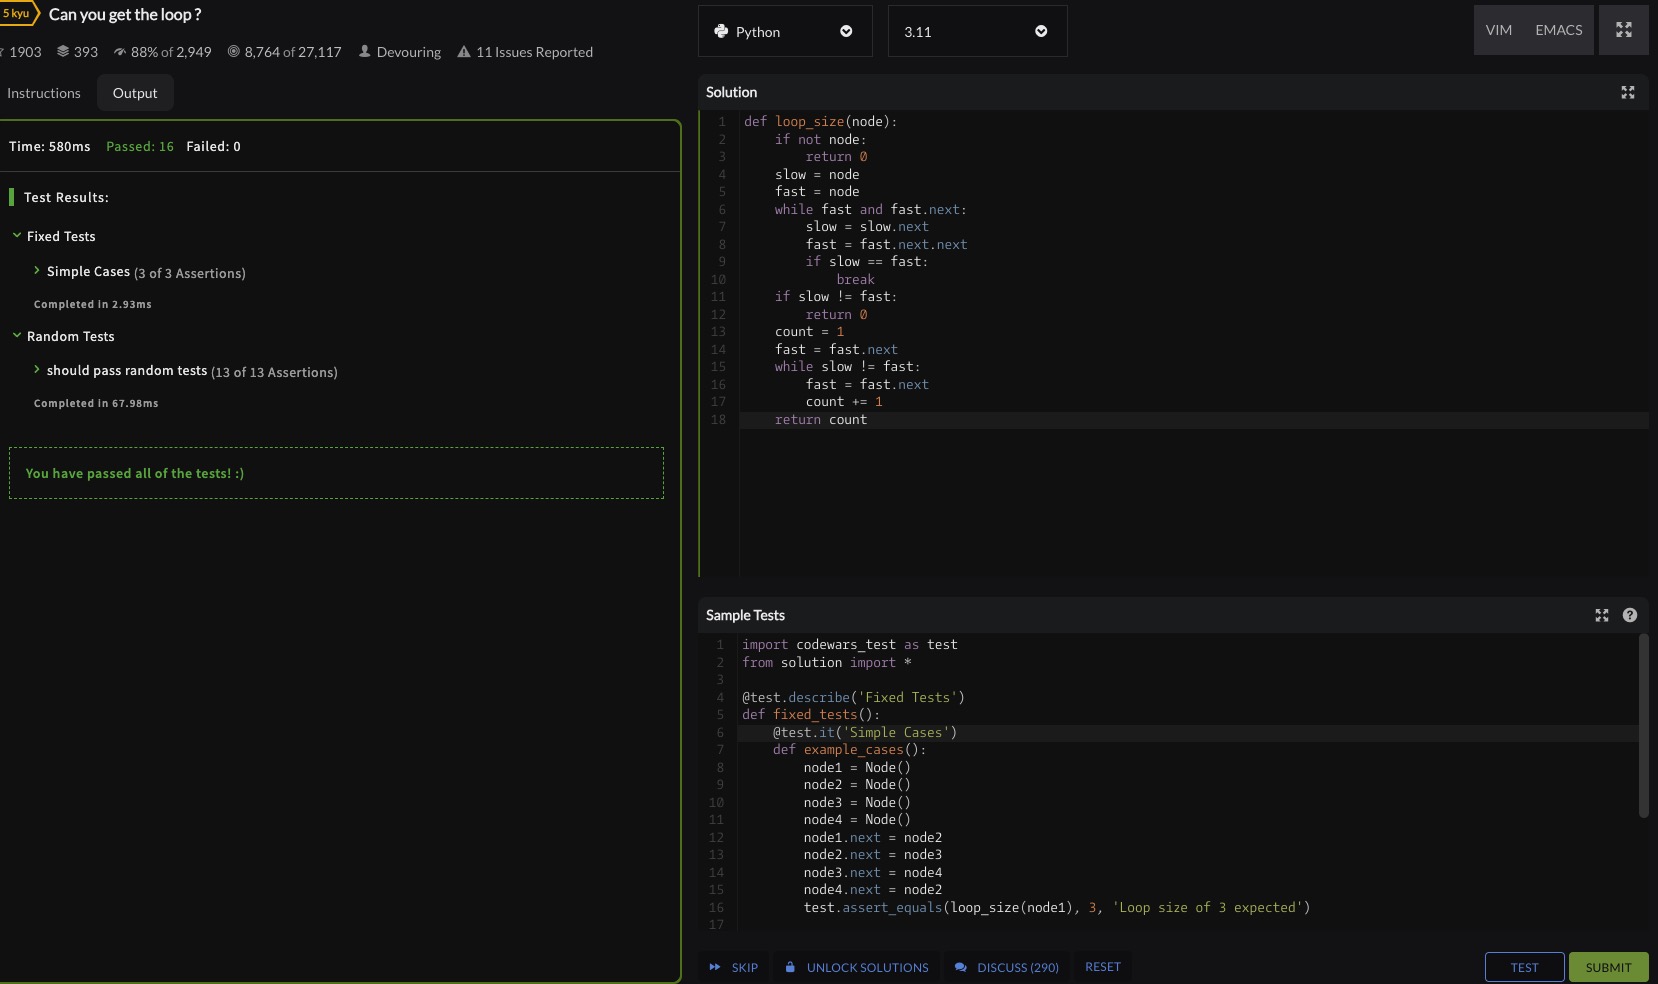 5 kyu Can you get the loop ?
1903 393 88% of 2,949 8,764 of 27,117 Devouring 11 Issues Reported
Instructions Output
Time: 580ms Passed: 16 Failed: 0
Test Results:
Fixed Tests
Simple Cases (3 of 3 Assertions)
Completed in 2.93ms
Random Tests
should pass random tests (13 of 13 Assertions)
Completed in 67.98ms
You have passed all of the tests! :)
Python 3.11 VIM EMACS
Solution
1 def loop_size(node):
2     if not node:
3         return 0
4     slow = node
5     fast = node
6     while fast and fast.next:
7         slow = slow.next
8         fast = fast.next.next
9         if slow == fast:
10             break
11     if slow != fast:
12         return 0
13     count = 1
14     fast = fast.next
15     while slow != fast:
16         fast = fast.next
17         count += 1
18     return count
Sample Tests
1 import codewars_test as test
2 from solution import *
3
4 @test.describe('Fixed Tests')
5 def fixed_tests():
6     @test.it('Simple Cases')
7     def example_cases():
8         node1 = Node()
9         node2 = Node()
10         node3 = Node()
11         node4 = Node()
12         node1.next = node2
13         node2.next = node3
14         node3.next = node4
15         node4.next = node2
16         test.assert_equals(loop_size(node1), 3, 'Loop size of 3 expected')
17
SKIP UNLOCK SOLUTIONS DISCUSS (290) RESET TEST SUBMIT